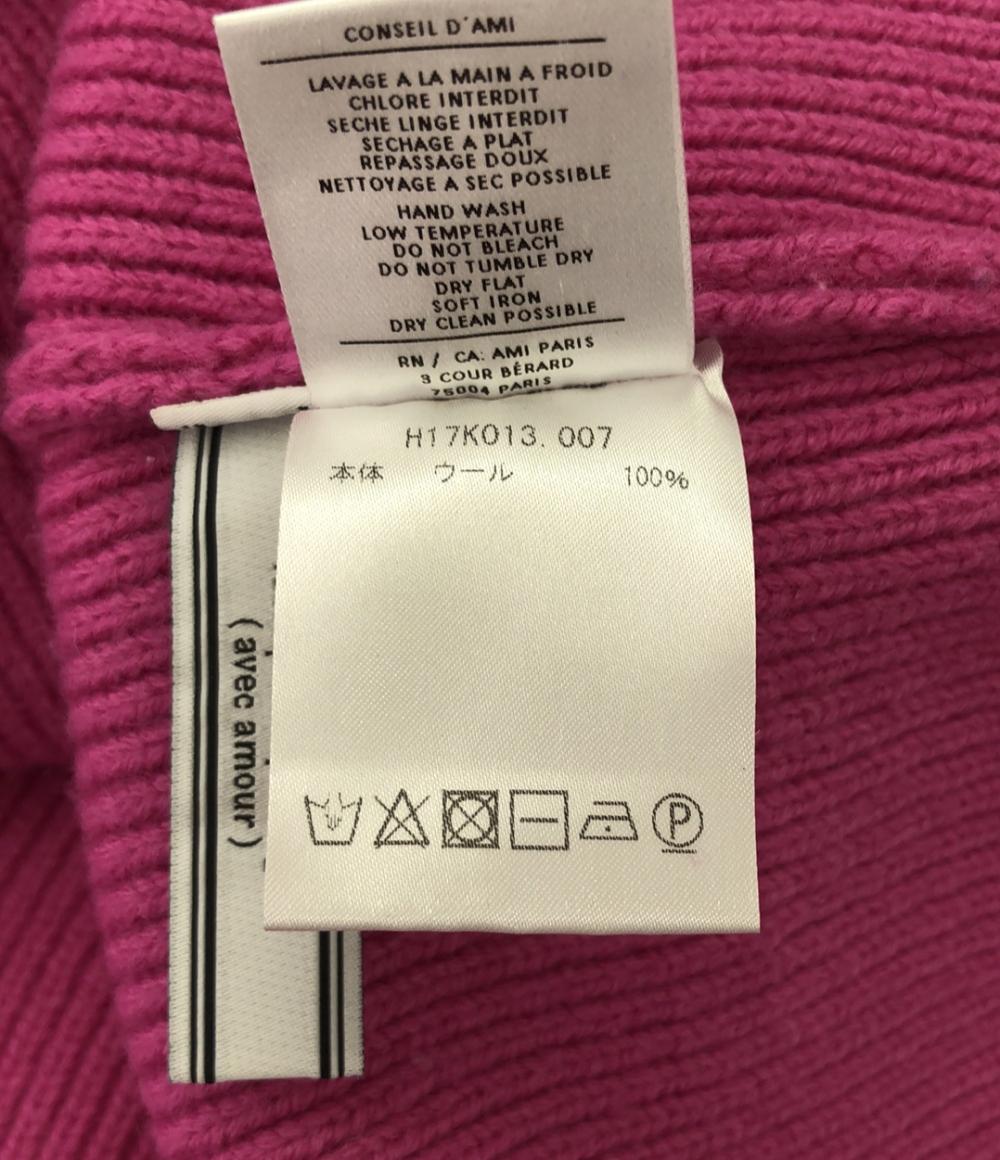 CONSEIL D'AMI
LAVAGE A LA MAIN A FROID
CHLORE INTERDIT
SECHE LINGE INTERDIT
SECHAGE A PLAT
REPASSAGE DOUX
NETTOYAGE A SEC POSSIBLE
HAND WASH
LOW TEMPERATURE
DO NOT BLEACH
DO NOT TUMBLE DRY
DRY FLAT
SOFT IRON
DRY CLEAN POSSIBLE
RN / CA: AMI PARIS
3 COUR BÉRARD
75004 PARIS
H17K013. 007
本体 ウール 100%
P
(avec amour)